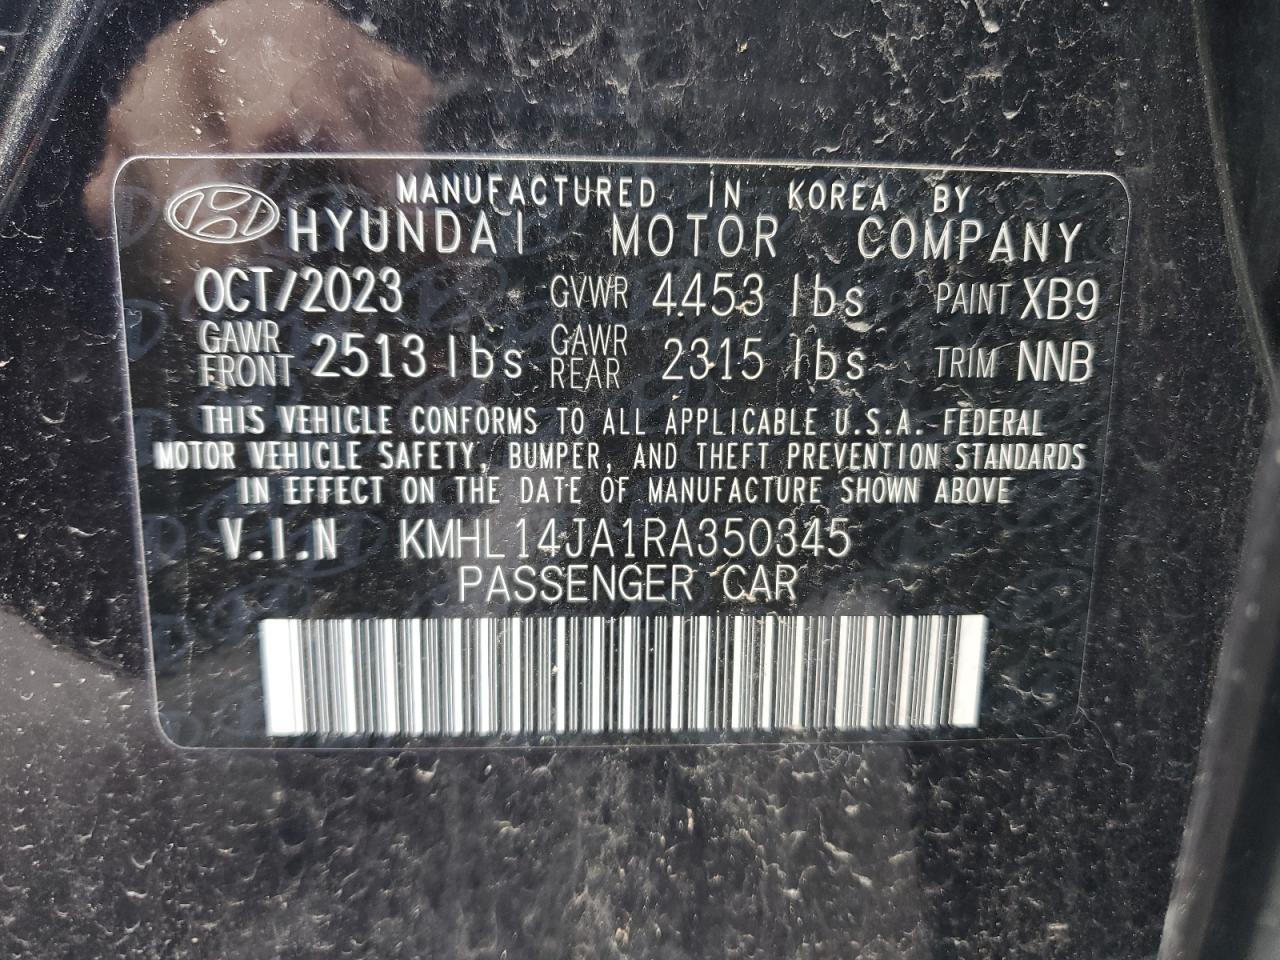 MANUFACTURED IN KOREA BY
HYUNDAI MOTOR COMPANY
OCT/2023 GVWR 4453 lbs PAINT XB9
GAWR FRONT 2513 lbs GAWR REAR 2315 lbs TRIM NNB
THIS VEHICLE CONFORMS TO ALL APPLICABLE U.S.A. FEDERAL
MOTOR VEHICLE SAFETY, BUMPER, AND THEFT PREVENTION STANDARDS
IN EFFECT ON THE DATE OF MANUFACTURE SHOWN ABOVE
V.I.N KMHL14JA1RA350345
PASSENGER CAR